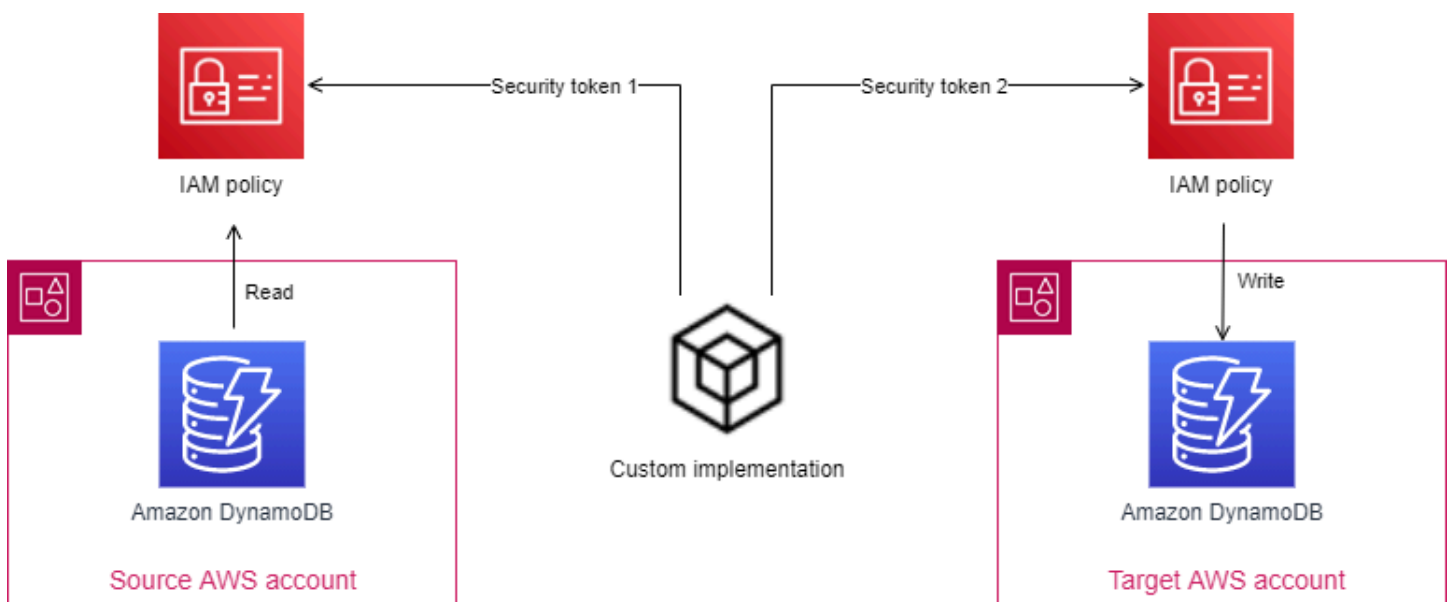 Security token 1
Security token 2
IAM policy
IAM policy
Read
Write
Custom implementation
Amazon DynamoDB
Amazon DynamoDB
Source AWS account
Target AWS account